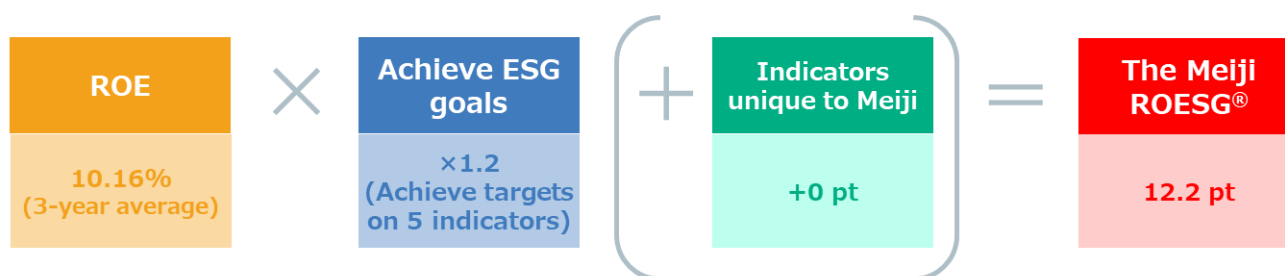 ROE
10.16%
(3-year average)
×
Achieve ESG
goals
×1.2
(Achieve targets
on 5 indicators)
+
Indicators
unique to Meiji
+0 pt
=
The Meiji
ROESG®
12.2 pt